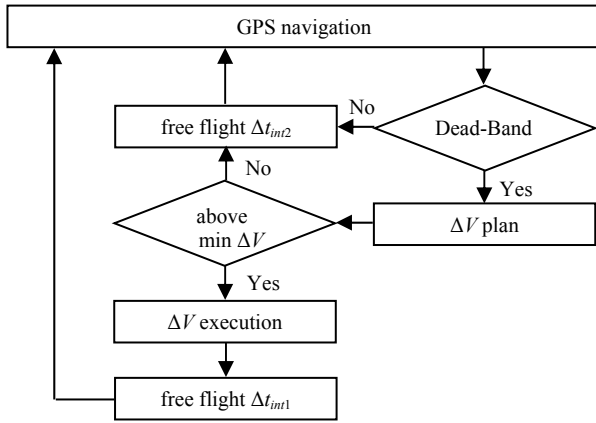 GPS navigation
No
free flight Δt_int2
Dead-Band
No
Yes
above
min ΔV
ΔV plan
Yes
ΔV execution
free flight Δt_int1